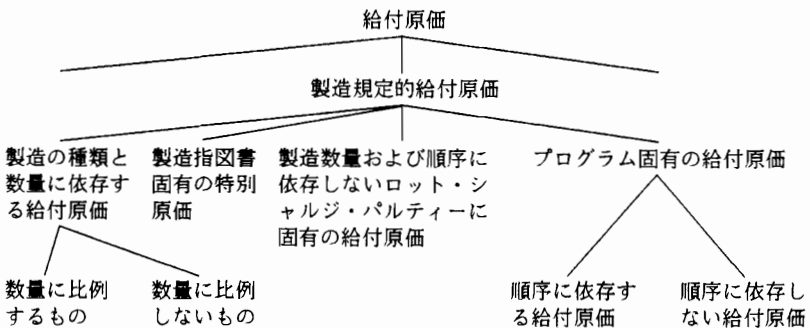 給付原価
製造規定的給付原価
製造の種類と
数量に依存す
る給付原価
製造指図書
固有の特別
原価
製造数量および順序に
依存しないロット・シ
ャルジ・パルティーに
固有の給付原価
プログラム固有の給付原価
数量に比例
するもの
数量に比例
しないもの
順序に依存す
る給付原価
順序に依存し
ない給付原価